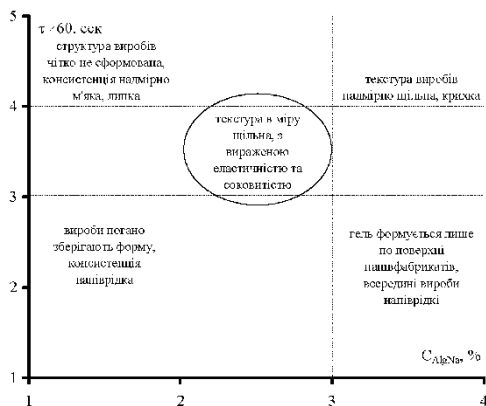 5
τ·60, сек
структура виробів
чітко не сформована,
консистенція надмірно
м'яка, липка
текстура виробів
надмірно щільна, крихка
4
текстура в міру
щільна, з
вираженою
еластичністю та
соковитістю
3
вироби погано
зберігають форму,
консистенція
напіврідка
гель формується лише
по поверхні
напівфабрикатів,
всередині вироби
напіврідкі
2
C AlgNa, %
1
1
2
3
4